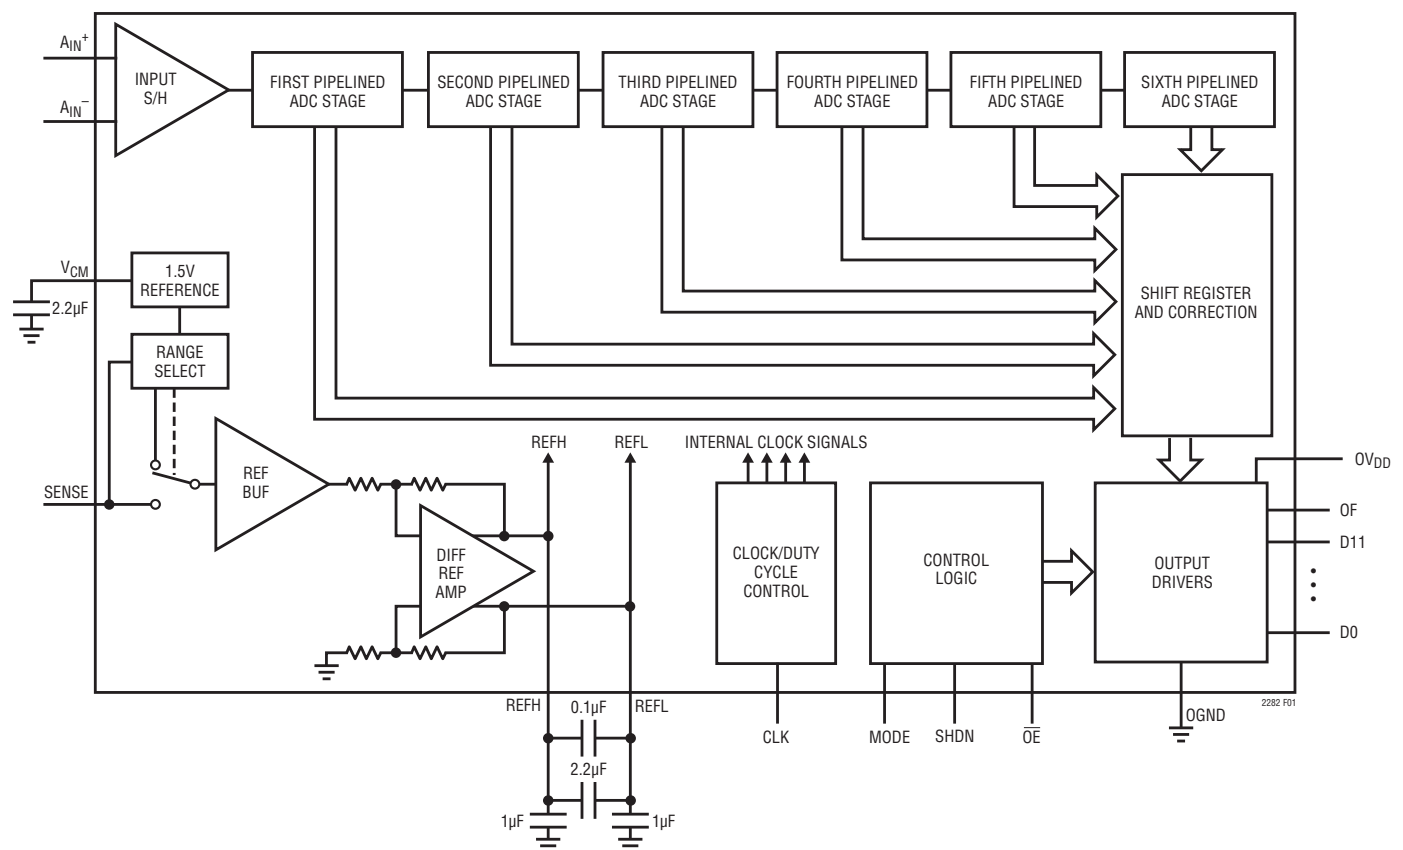 AIN+
AIN−
INPUT
S/H
FIRST PIPELINED
ADC STAGE
SECOND PIPELINED
ADC STAGE
THIRD PIPELINED
ADC STAGE
FOURTH PIPELINED
ADC STAGE
FIFTH PIPELINED
ADC STAGE
SIXTH PIPELINED
ADC STAGE
VCM
2.2µF
1.5V
REFERENCE
RANGE
SELECT
SHIFT REGISTER
AND CORRECTION
SENSE
REF
BUF
REFH
REFL
INTERNAL CLOCK SIGNALS
DIFF
REF
AMP
CLOCK/DUTY
CYCLE
CONTROL
CONTROL
LOGIC
OUTPUT
DRIVERS
OVDD
OF
D11
D0
REFH
0.1µF
REFL
2.2µF
1µF
1µF
CLK
MODE
SHDN
O̅E̅
OGND
2282 F01